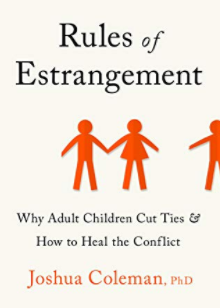 Rules of
Estrangement
Why Adult Children Cut Ties &
How to Heal the Conflict
Joshua Coleman, PhD